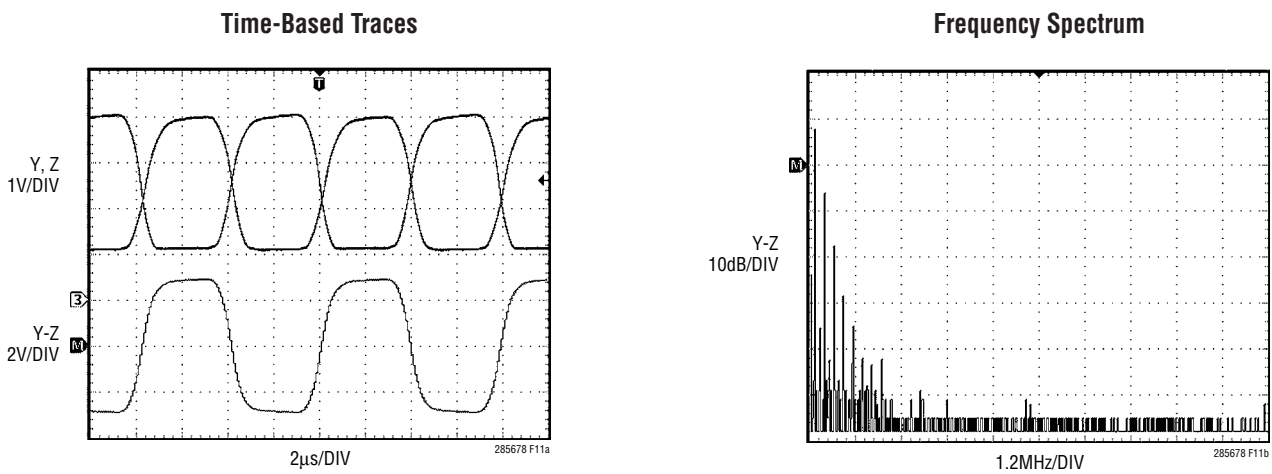 Time-Based Traces
T
Y, Z
1V/DIV
3
Y-Z
2V/DIV
M
2µs/DIV
285678 F11a
Frequency Spectrum
M
Y-Z
10dB/DIV
1.2MHz/DIV
285678 F11b